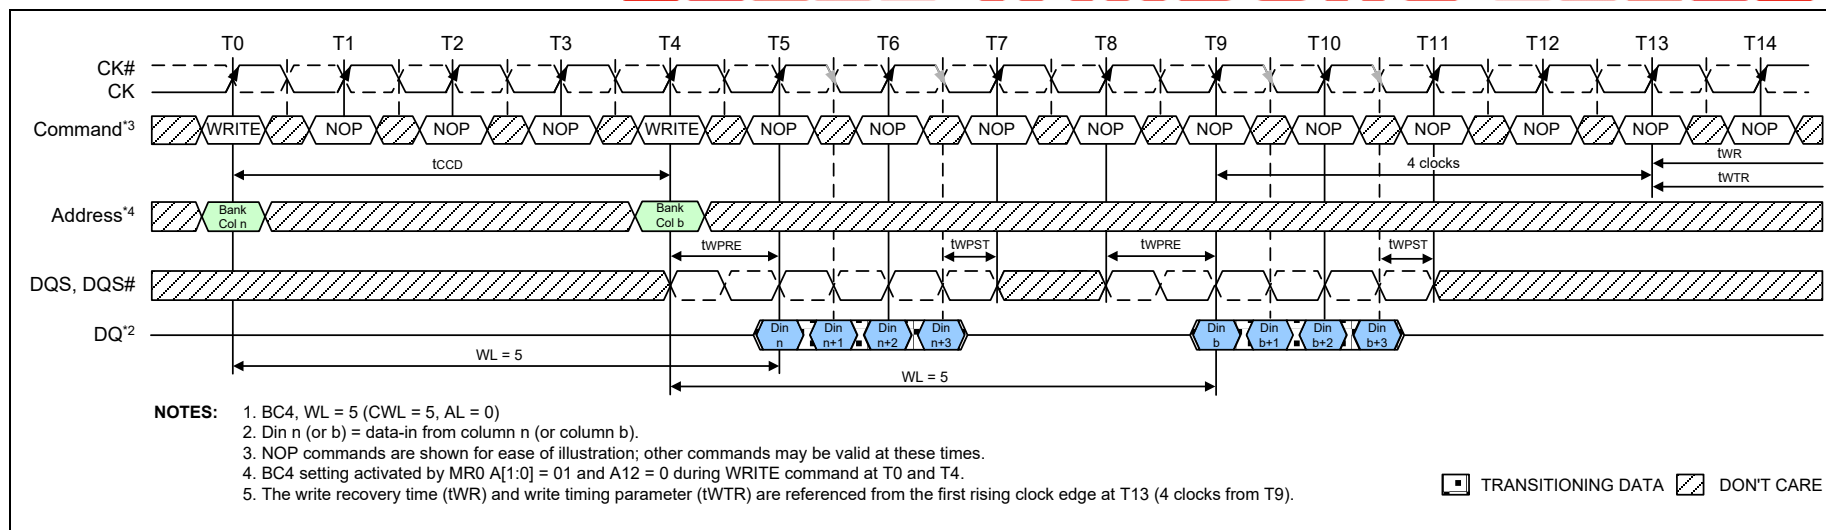 T0 T1 T2 T3 T4 T5 T6 T7 T8 T9 T10 T11 T12 T13 T14
CK#
CK
Command*3 WRITE NOP NOP NOP WRITE NOP NOP NOP NOP NOP NOP NOP NOP NOP NOP
tCCD 4 clocks tWR
tWTR
Address*4 Bank Col n Bank Col b
tWPRE tWPST tWPRE tWPST
DQS, DQS#
DQ*2 Din n Din n+1 Din n+2 Din n+3 Din b Din b+1 Din b+2 Din b+3
WL = 5
WL = 5
NOTES: 1. BC4, WL = 5 (CWL = 5, AL = 0)
2. Din n (or b) = data-in from column n (or column b).
3. NOP commands are shown for ease of illustration; other commands may be valid at these times.
4. BC4 setting activated by MR0 A[1:0] = 01 and A12 = 0 during WRITE command at T0 and T4.
5. The write recovery time (tWR) and write timing parameter (tWTR) are referenced from the first rising clock edge at T13 (4 clocks from T9).
TRANSITIONING DATA DON'T CARE